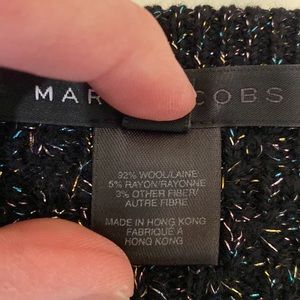 MAR COBS
92% WOOL/LAINE
5% RAYON/RAYONNE
3% OTHER FIBER/
AUTRE FIBRE
MADE IN HONG KONG
FABRIQUE A
HONG KONG